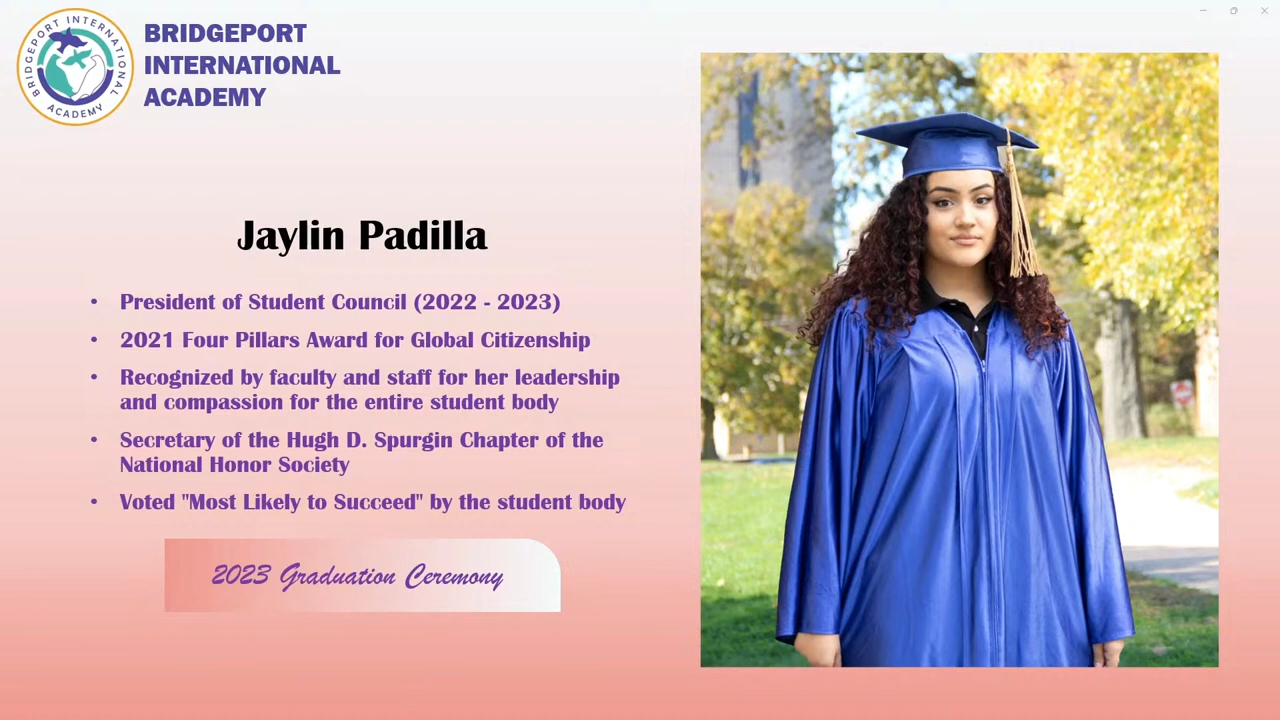 BRIDGEPORT INTERNATIONAL
ACADEMY
BRIDGEPORT
INTERNATIONAL
ACADEMY
Jaylin Padilla
• President of Student Council (2022 - 2023)
• 2021 Four Pillars Award for Global Citizenship
• Recognized by faculty and staff for her leadership
and compassion for the entire student body
• Secretary of the Hugh D. Spurgin Chapter of the
National Honor Society
• Voted "Most Likely to Succeed" by the student body
2023 Graduation Ceremony